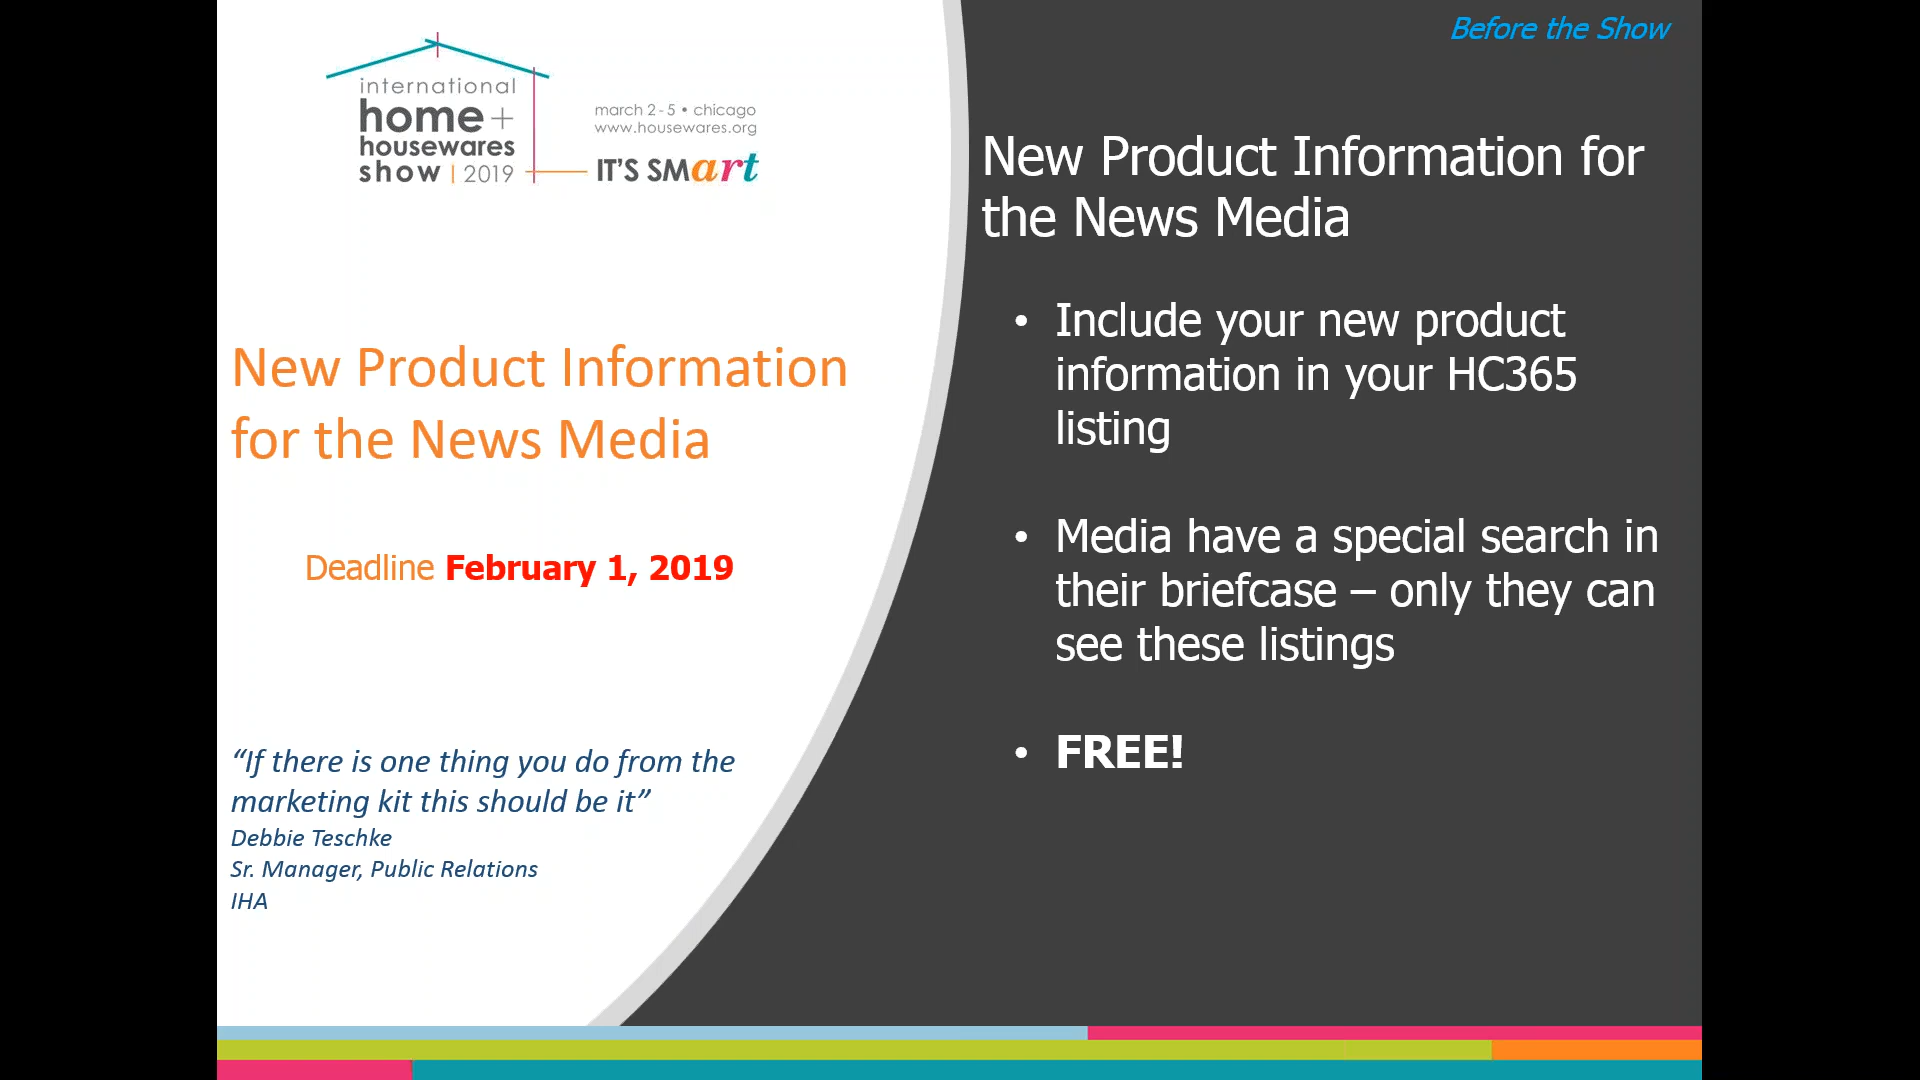 international
home+
housewares
show | 2019
march 2 - 5 • chicago
www.housewares.org
IT'S SMart
New Product Information
for the News Media
Deadline February 1, 2019
“If there is one thing you do from the
marketing kit this should be it”
Debbie Teschke
Sr. Manager, Public Relations
IHA
Before the Show
New Product Information for
the News Media
• Include your new product
information in your HC365
listing
• Media have a special search in
their briefcase – only they can
see these listings
• FREE!